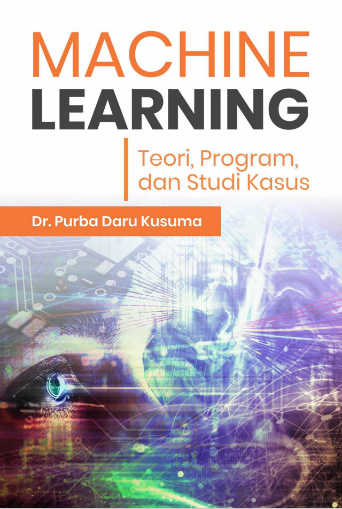 MACHINE
LEARNING
Teori, Program,
dan Studi Kasus
Dr. Purba Daru Kusuma